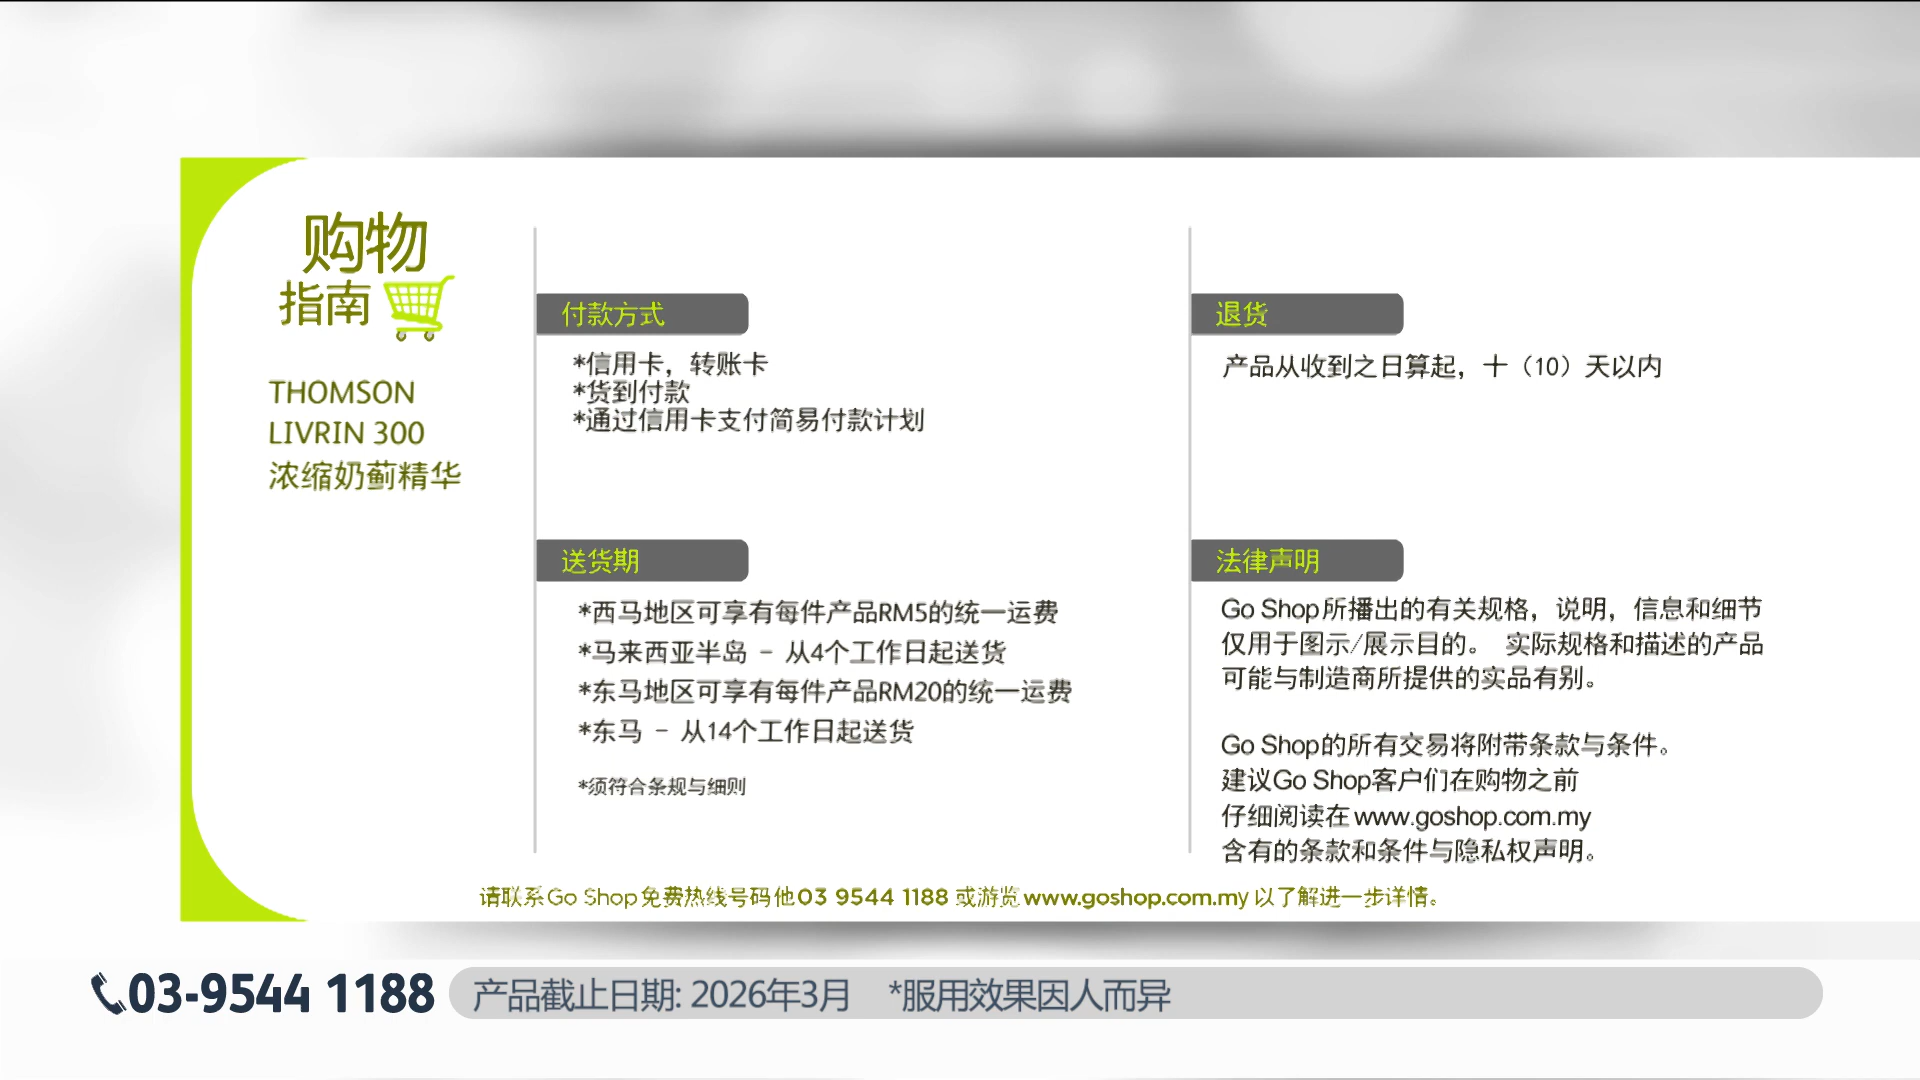 购物
指南
THOMSON
LIVRIN 300
浓缩奶蓟精华
付款方式
*信用卡，转账卡
*货到付款
*通过信用卡支付简易付款计划
送货期
*西马地区可享有每件产品RM5的统一运费
*马来西亚半岛 - 从4个工作日起送货
*东马地区可享有每件产品RM20的统一运费
*东马 - 从14个工作日起送货
*须符合条规与细则
退货
产品从收到之日算起，十（10）天以内
法律声明
Go Shop所播出的有关规格，说明，信息和细节
仅用于图示/展示目的。 实际规格和描述的产品
可能与制造商所提供的实品有别。
Go Shop的所有交易将附带条款与条件。
建议Go Shop客户们在购物之前
仔细阅读在www.goshop.com.my
含有的条款和条件与隐私权声明。
请联系Go Shop免费热线号码他03 9544 1188 或游览www.goshop.com.my 以了解进一步详情。
03-9544 1188
产品截止日期: 2026年3月 *服用效果因人而异